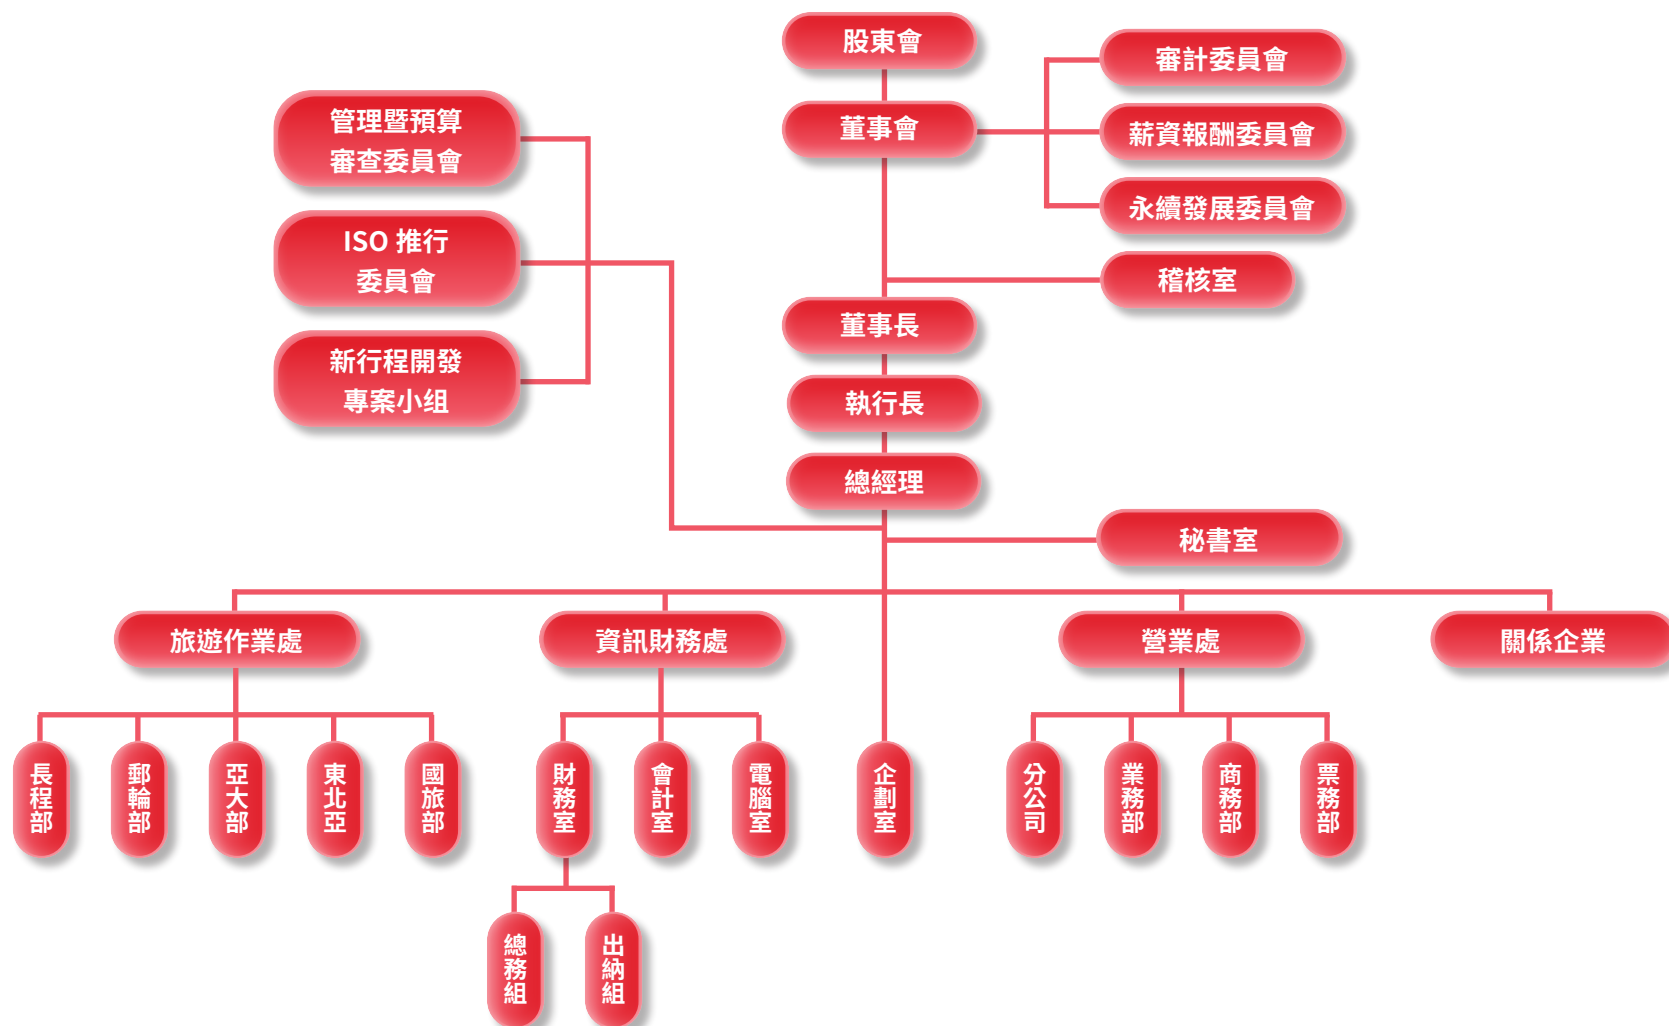 股東會
董事會
審計委員會
薪資報酬委員會
永續發展委員會
稽核室
管理暨預算
審查委員會
ISO 推行
委員會
新行程開發
專案小组
董事長
執行長
總經理
秘書室
旅遊作業處
資訊財務處
營業處
關係企業
長程部
郵輪部
亞大部
東北亞
國旅部
財務室
會計室
電腦室
企劃室
分公司
業務部
商務部
票務部
總務組
出納組